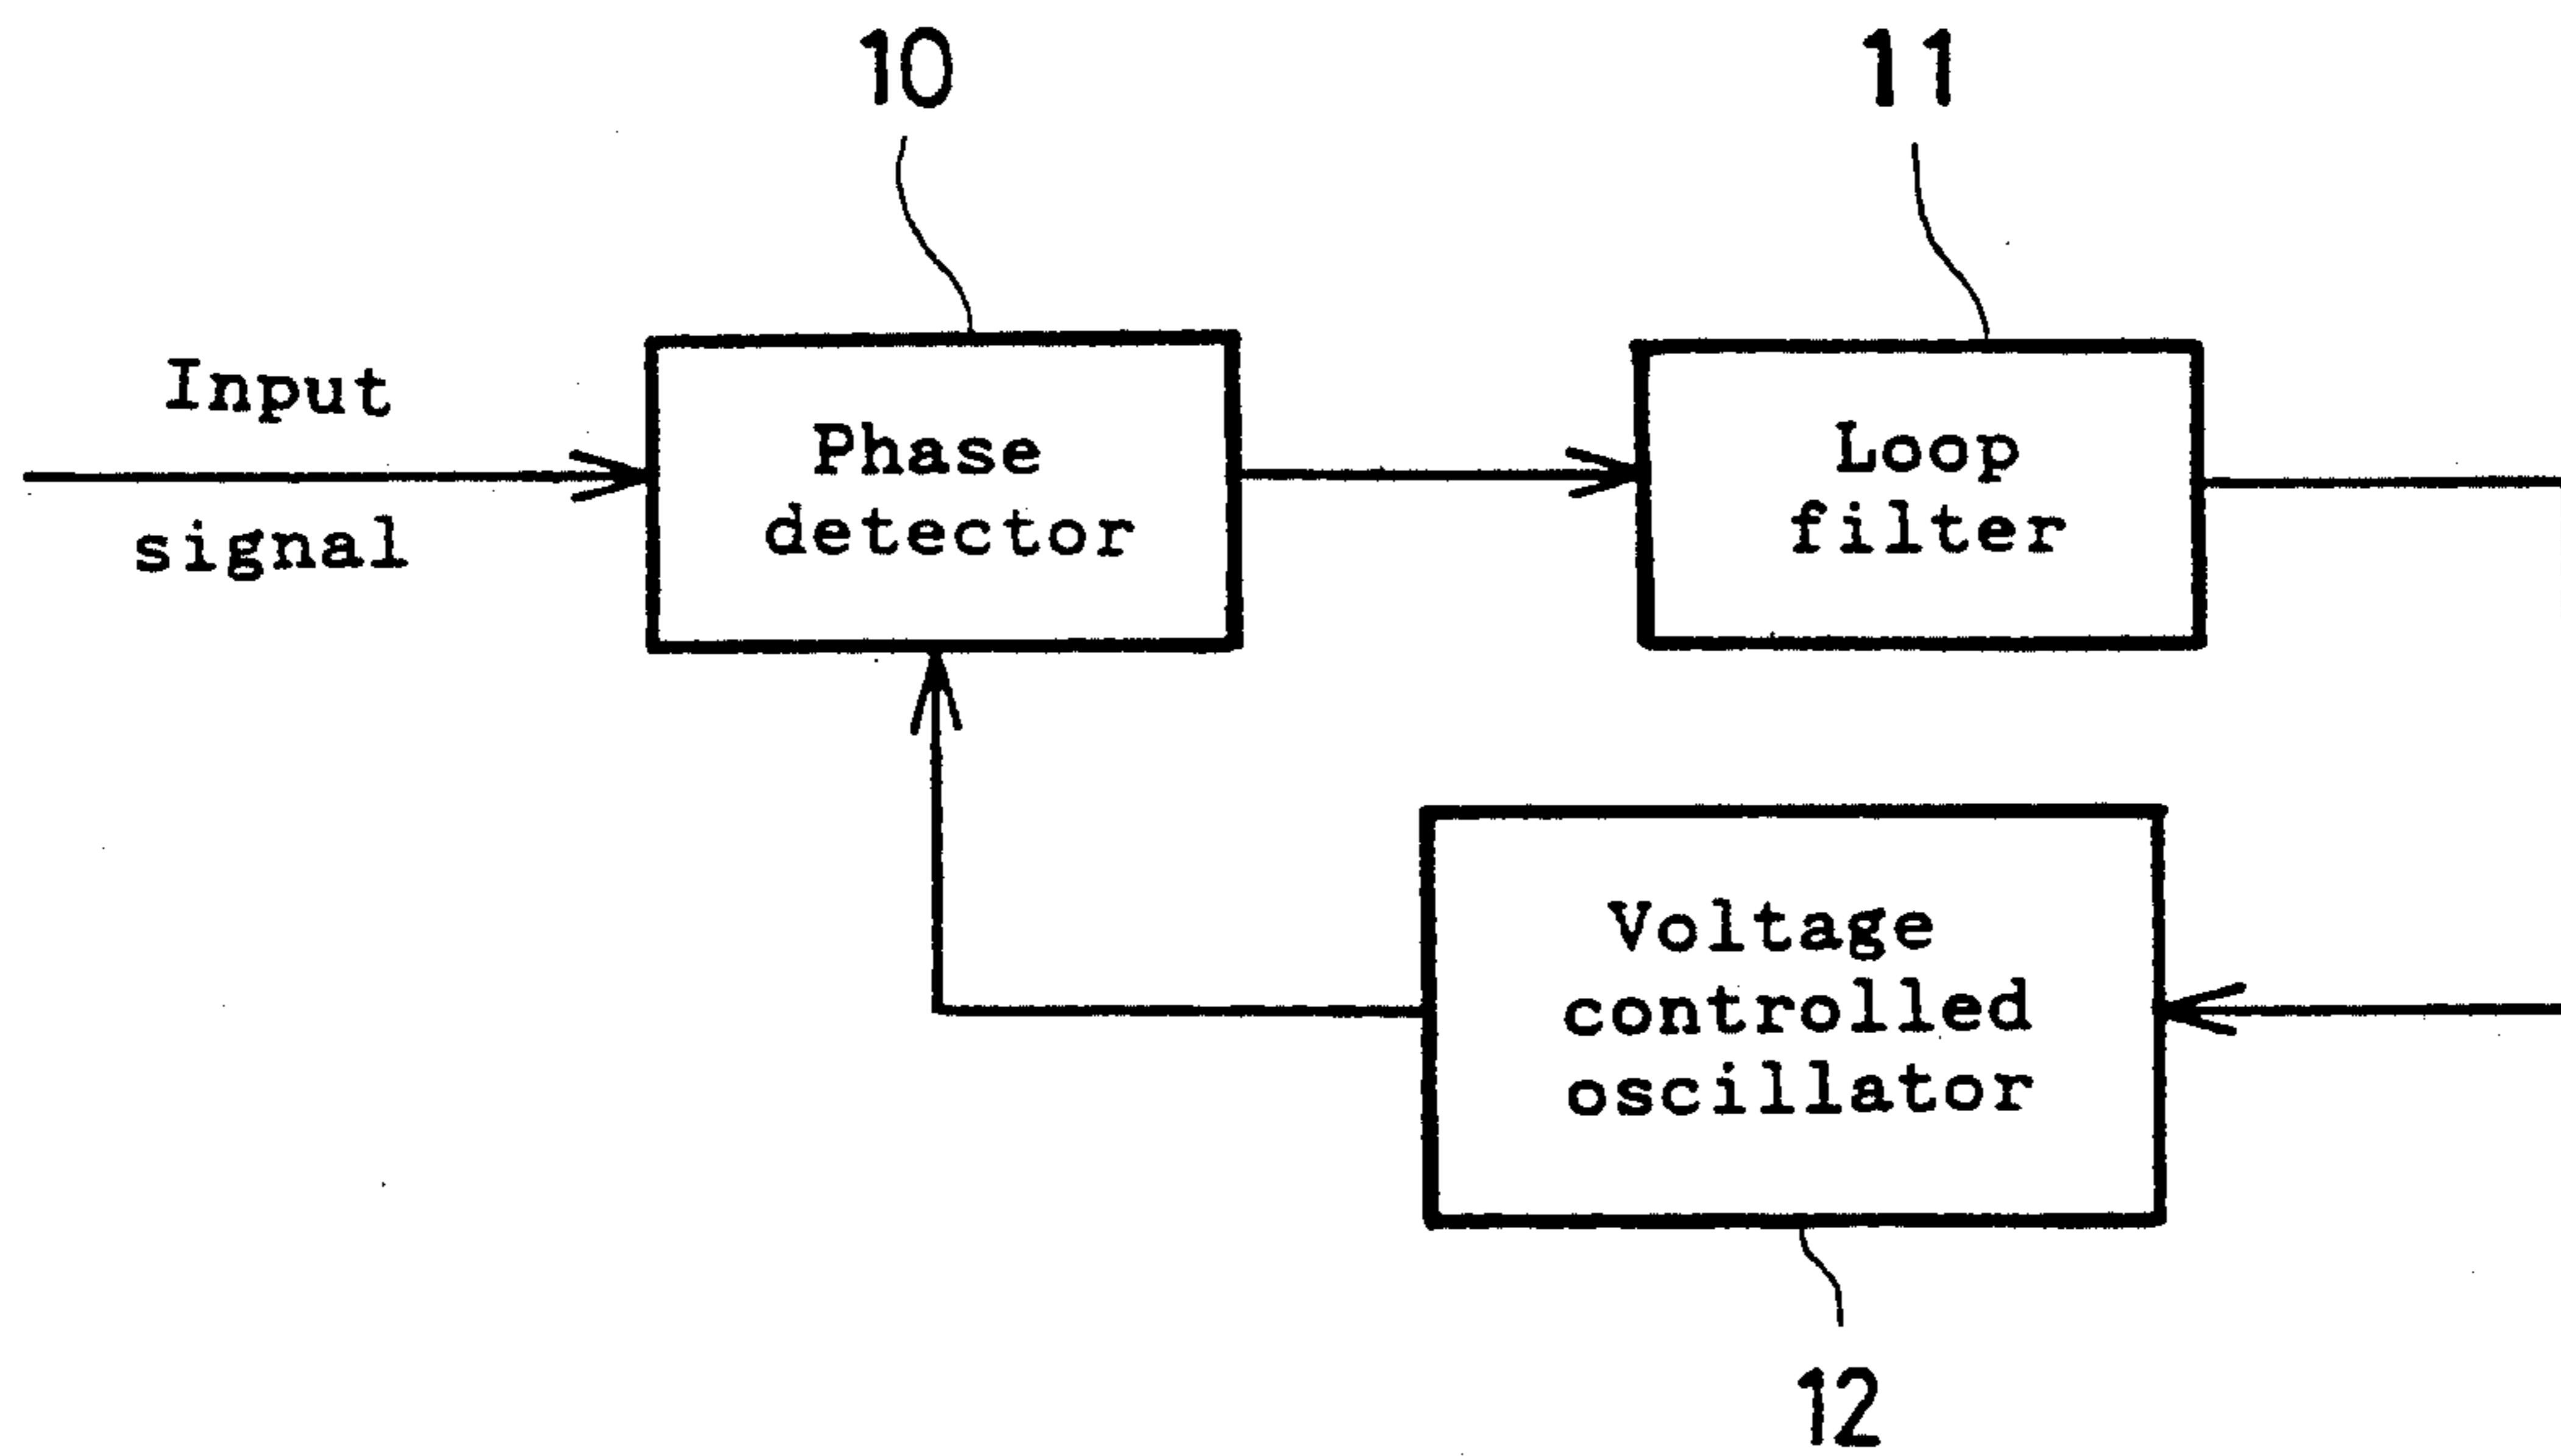 10
11
Input
signal
Phase
detector
Loop
filter
Voltage
controlled
oscillator
12